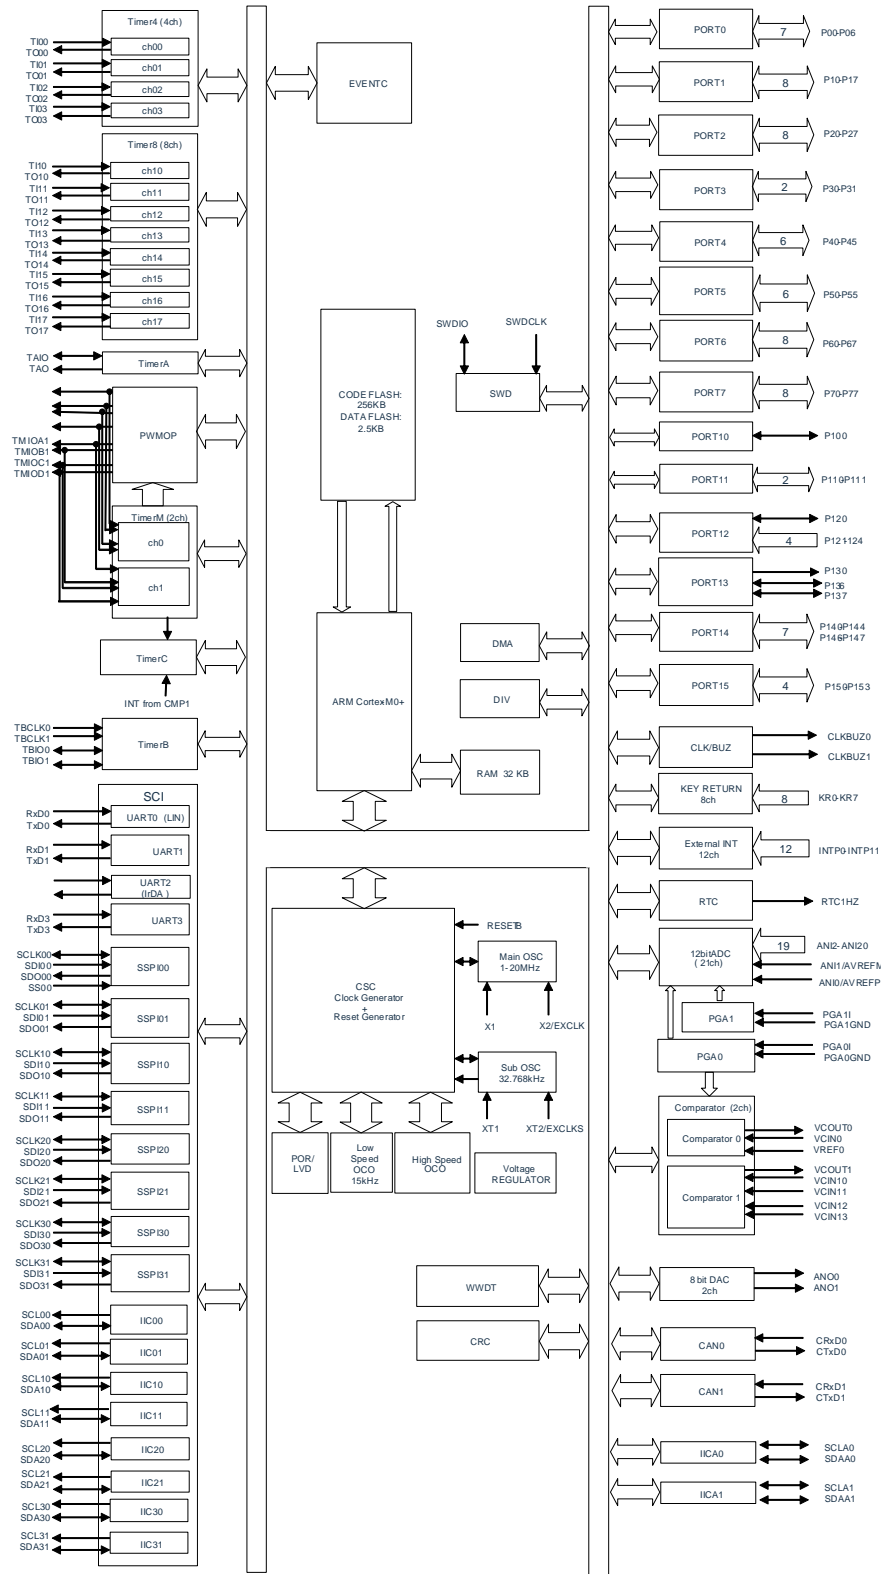 Timer4 (4ch)
TI00
TO00
ch00
TI01
TO01
ch01
TI02
TO02
ch02
TI03
TO03
ch03
Timer8 (8ch)
TI10
TO10
ch10
TI11
TO11
ch11
TI12
TO12
ch12
TI13
TO13
ch13
TI14
TO14
ch14
TI15
TO15
ch15
TI16
TO16
ch16
TI17
TO17
ch17
TAIO
TAO
TimerA
PWMOP
TMIOA1
TMIOB1
TMIOC1
TMIOD1
TimerM (2ch)
ch0
ch1
TimerC
INT from CMP1
TBCLK0
TBCLK1
TBIO0
TBIO1
TimerB
SCI
RxD0
TxD0
UART0 (LIN)
RxD1
TxD1
UART1
UART2
(IrDA )
RxD3
TxD3
UART3
SCLK00
SDI00
SDO00
SS00
SSPI00
SCLK01
SDI01
SDO01
SSPI01
SCLK10
SDI10
SDO10
SSPI10
SCLK11
SDI11
SDO11
SSPI11
SCLK20
SDI20
SDO20
SSPI20
SCLK21
SDI21
SDO21
SSPI21
SCLK30
SDI30
SDO30
SSPI30
SCLK31
SDI31
SDO31
SSPI31
SCL00
SDA00
IIC00
SCL01
SDA01
IIC01
SCL10
SDA10
IIC10
SCL11
SDA11
IIC11
SCL20
SDA20
IIC20
SCL21
SDA21
IIC21
SCL30
SDA30
IIC30
SCL31
SDA31
IIC31
EVENTC
CODE FLASH:
256KB
DATA FLASH:
2.5KB
SWDIO
SWDCLK
SWD
ARM CortexM0+
DMA
DIV
RAM 32 KB
CSC
Clock Generator
+
Reset Generator
RESETB
Main OSC
1-20MHz
X1
X2/EXCLK
Sub OSC
32.768kHz
XT1
XT2/EXCLKS
POR/
LVD
Low
Speed
OCO
15kHz
High Speed
OCO
Voltage
REGULATOR
WWDT
CRC
PORT0
7
P00-P06
PORT1
8
P10-P17
PORT2
8
P20-P27
PORT3
2
P30-P31
PORT4
6
P40-P45
PORT5
6
P50-P55
PORT6
8
P60-P67
PORT7
8
P70-P77
PORT10
P100
PORT11
2
P110-P111
PORT12
P120
4
P121-124
PORT13
P130
P136
P137
PORT14
7
P140-P144
P146-P147
PORT15
4
P150-P153
CLK/BUZ
CLKBUZ0
CLKBUZ1
KEY RETURN
8ch
8
KR0-KR7
External INT
12ch
12
INTP0-INTP11
RTC
RTC1HZ
12bitADC
( 21ch)
19
ANI2- ANI20
ANI1/AVREFM
ANI0/AVREFP
PGA1
PGA1I
PGA1GND
PGA0
PGA0I
PGA0GND
Comparator (2ch)
Comparator 0
VCOUT0
VCIN0
VREF0
Comparator 1
VCOUT1
VCIN10
VCIN11
VCIN12
VCIN13
8 bit DAC
2ch
ANO0
ANO1
CAN0
CRxD0
CTxD0
CAN1
CRxD1
CTxD1
IICA0
SCLA0
SDAA0
IICA1
SCLA1
SDAA1